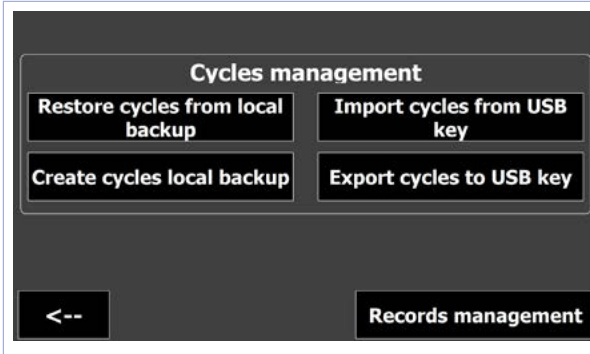 Cycles management
Restore cycles from local
backup
Import cycles from USB
key
Create cycles local backup
Export cycles to USB key
<--
Records management